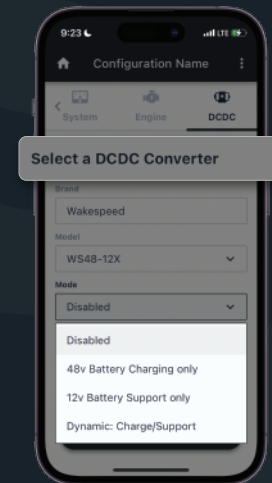 9:23
LTE
Configuration Name
System
Engine
DCDC
Select a DCDC Converter
Brand
Wakespeed
Model
WS48-12X
Mode
Disabled
Disabled
48v Battery Charging only
12v Battery Support only
Dynamic: Charge/Support